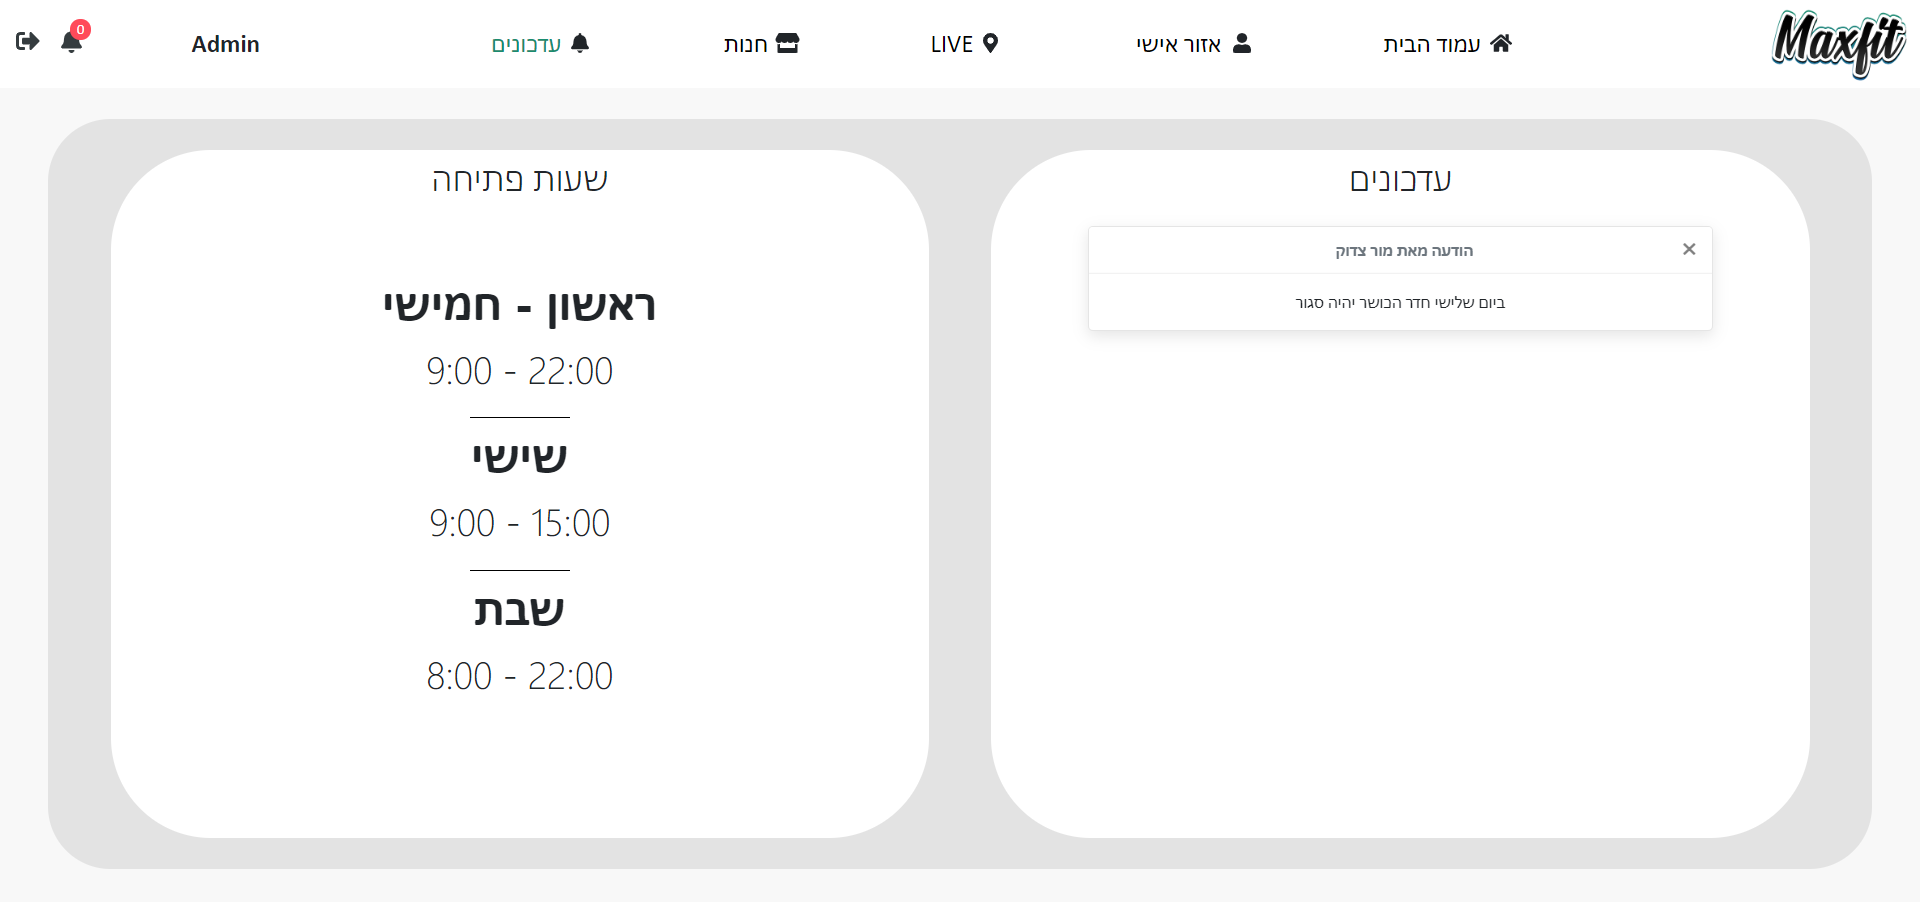 Maxfit
עמוד הבית
אזור אישי
LIVE
חנות
עדכונים
Admin
0
עדכונים
הודעה מאת מור צדוק
ביום שלישי חדר הכושר יהיה סגור
שעות פתיחה
ראשון - חמישי
9:00 - 22:00
שישי
9:00 - 15:00
שבת
8:00 - 22:00